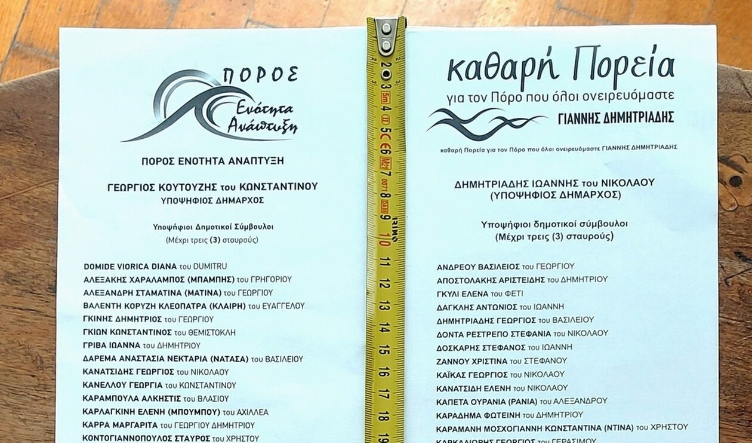 ΠΟΡΟΣ
Ενότητα
Ανάπτυξη
ΠΟΡΟΣ ΕΝΟΤΗΤΑ ΑΝΑΠΤΥΞΗ
ΓΕΩΡΓΙΟΣ ΚΟΥΤΟΥΖΗΣ του ΚΩΝΣΤΑΝΤΙΝΟΥ
ΥΠΟΨΗΦΙΟΣ ΔΗΜΑΡΧΟΣ
Υποψήφιοι Δημοτικοί Σύμβουλοι
(Μέχρι τρεις (3) σταυρούς)
DOMIDE VIORICA DIANA του DUMITRU
ΑΛΕΞΑΚΗΣ ΧΑΡΑΛΑΜΠΟΣ (ΜΠΑΜΠΗΣ) του ΓΡΗΓΟΡΙΟΥ
ΑΛΕΞΑΝΔΡΗ ΣΤΑΜΑΤΙΝΑ (ΜΑΤΙΝΑ) του ΓΕΩΡΓΙΟΥ
ΒΑΛΕΝΤΗ ΚΟΡΥΖΗ ΚΛΕΟΠΑΤΡΑ (ΚΛΑΙΡΗ) του ΕΥΑΓΓΕΛΟΥ
ΓΚΙΝΗΣ ΔΗΜΗΤΡΙΟΣ του ΓΕΩΡΓΙΟΥ
ΓΚΙΩΝ ΚΩΝΣΤΑΝΤΙΝΟΣ του ΘΕΜΙΣΤΟΚΛΗ
ΓΡΙΒΑ ΙΩΑΝΝΑ του ΔΗΜΗΤΡΙΟΥ
ΔΑΡΕΜΑ ΑΝΑΣΤΑΣΙΑ ΝΕΚΤΑΡΙΑ (ΝΑΤΑΣΑ) του ΒΑΣΙΛΕΙΟΥ
ΚΑΝΑΤΣΙΔΗΣ ΓΕΩΡΓΙΟΣ του ΝΙΚΟΛΑΟΥ
ΚΑΝΕΛΛΟΥ ΓΕΩΡΓΙΑ του ΚΩΝΣΤΑΝΤΙΝΟΥ
ΚΑΡΑΜΠΟΥΛΑ ΑΛΚΗΣΤΙΣ του ΒΛΑΣΙΟΥ
ΚΑΡΛΑΓΚΙΝΗ ΕΛΕΝΗ (ΜΠΟΥΜΠΟΥ) του ΑΧΙΛΛΕΑ
ΚΑΡΡΑ ΜΑΡΓΑΡΙΤΑ του ΓΕΩΡΓΙΟΥ ΔΗΜΗΤΡΙΟΥ
ΚΟΝΤΟΓΙΑΝΝΟΠΟΥΛΟΣ ΣΤΑΥΡΟΣ του ΧΡΗΣΤΟΥ
2
3
5m
4
5
CE
6
7
8
9
10
11
12
13
14
15
16
17
18
19
καθαρή Πορεία
για τον Πόρο που όλοι ονειρευόμαστε
ΓΙΑΝΝΗΣ ΔΗΜΗΤΡΙΑΔΗΣ
καθαρή Πορεία για τον Πόρο που όλοι ονειρευόμαστε ΓΙΑΝΝΗΣ ΔΗΜΗΤΡΙΑΔΗΣ
ΔΗΜΗΤΡΙΑΔΗΣ ΙΩΑΝΝΗΣ του ΝΙΚΟΛΑΟΥ
(ΥΠΟΨΗΦΙΟΣ ΔΗΜΑΡΧΟΣ)
Υποψήφιοι δημοτικοί σύμβουλοι
(Μέχρι τρεις (3) σταυρούς)
ΑΝΔΡΕΟΥ ΒΑΣΙΛΕΙΟΣ του ΓΕΩΡΓΙΟΥ
ΑΠΟΣΤΟΛΑΚΗΣ ΑΡΙΣΤΕΙΔΗΣ του ΔΗΜΗΤΡΙΟΥ
ΓΚΥΛΙ ΕΛΕΝΑ του ΦΕΤΙ
ΔΑΓΚΛΗΣ ΑΝΤΩΝΙΟΣ του ΙΩΑΝΝΗ
ΔΗΜΗΤΡΙΑΔΗΣ ΓΕΩΡΓΙΟΣ του ΒΑΣΙΛΕΙΟΥ
ΔΟΝΤΑ ΡΕΣΤΡΕΠΟ ΣΤΕΦΑΝΙΑ του ΝΙΚΟΛΑΟΥ
ΔΟΣΚΑΡΗΣ ΣΤΕΦΑΝΟΣ του ΙΩΑΝΝΗ
ΖΑΝΝΟΥ ΧΡΙΣΤΙΝΑ του ΣΤΕΦΑΝΟΥ
ΚΑΪΚΑΣ ΓΕΩΡΓΙΟΣ του ΝΙΚΟΛΑΟΥ
ΚΑΝΑΤΣΙΔΗ ΕΛΕΝΗ του ΝΙΚΟΛΑΟΥ
ΚΑΠΕΤΑ ΟΥΡΑΝΙΑ (ΡΑΝΙΑ) του ΑΛΕΞΑΝΔΡΟΥ
ΚΑΡΑΔΗΜΑ ΦΩΤΕΙΝΗ του ΔΗΜΗΤΡΙΟΥ
ΚΑΡΑΜΑΝΗ ΜΟΣΧΟΓΙΑΝΝΗ ΚΩΝΣΤΑΝΤΙΝΑ (ΝΤΙΝΑ) του ΧΡΗΣΤΟΥ
ΓΕΩΡΓΙΟΣ του ΓΕΡΑΣΙΜΟΥ